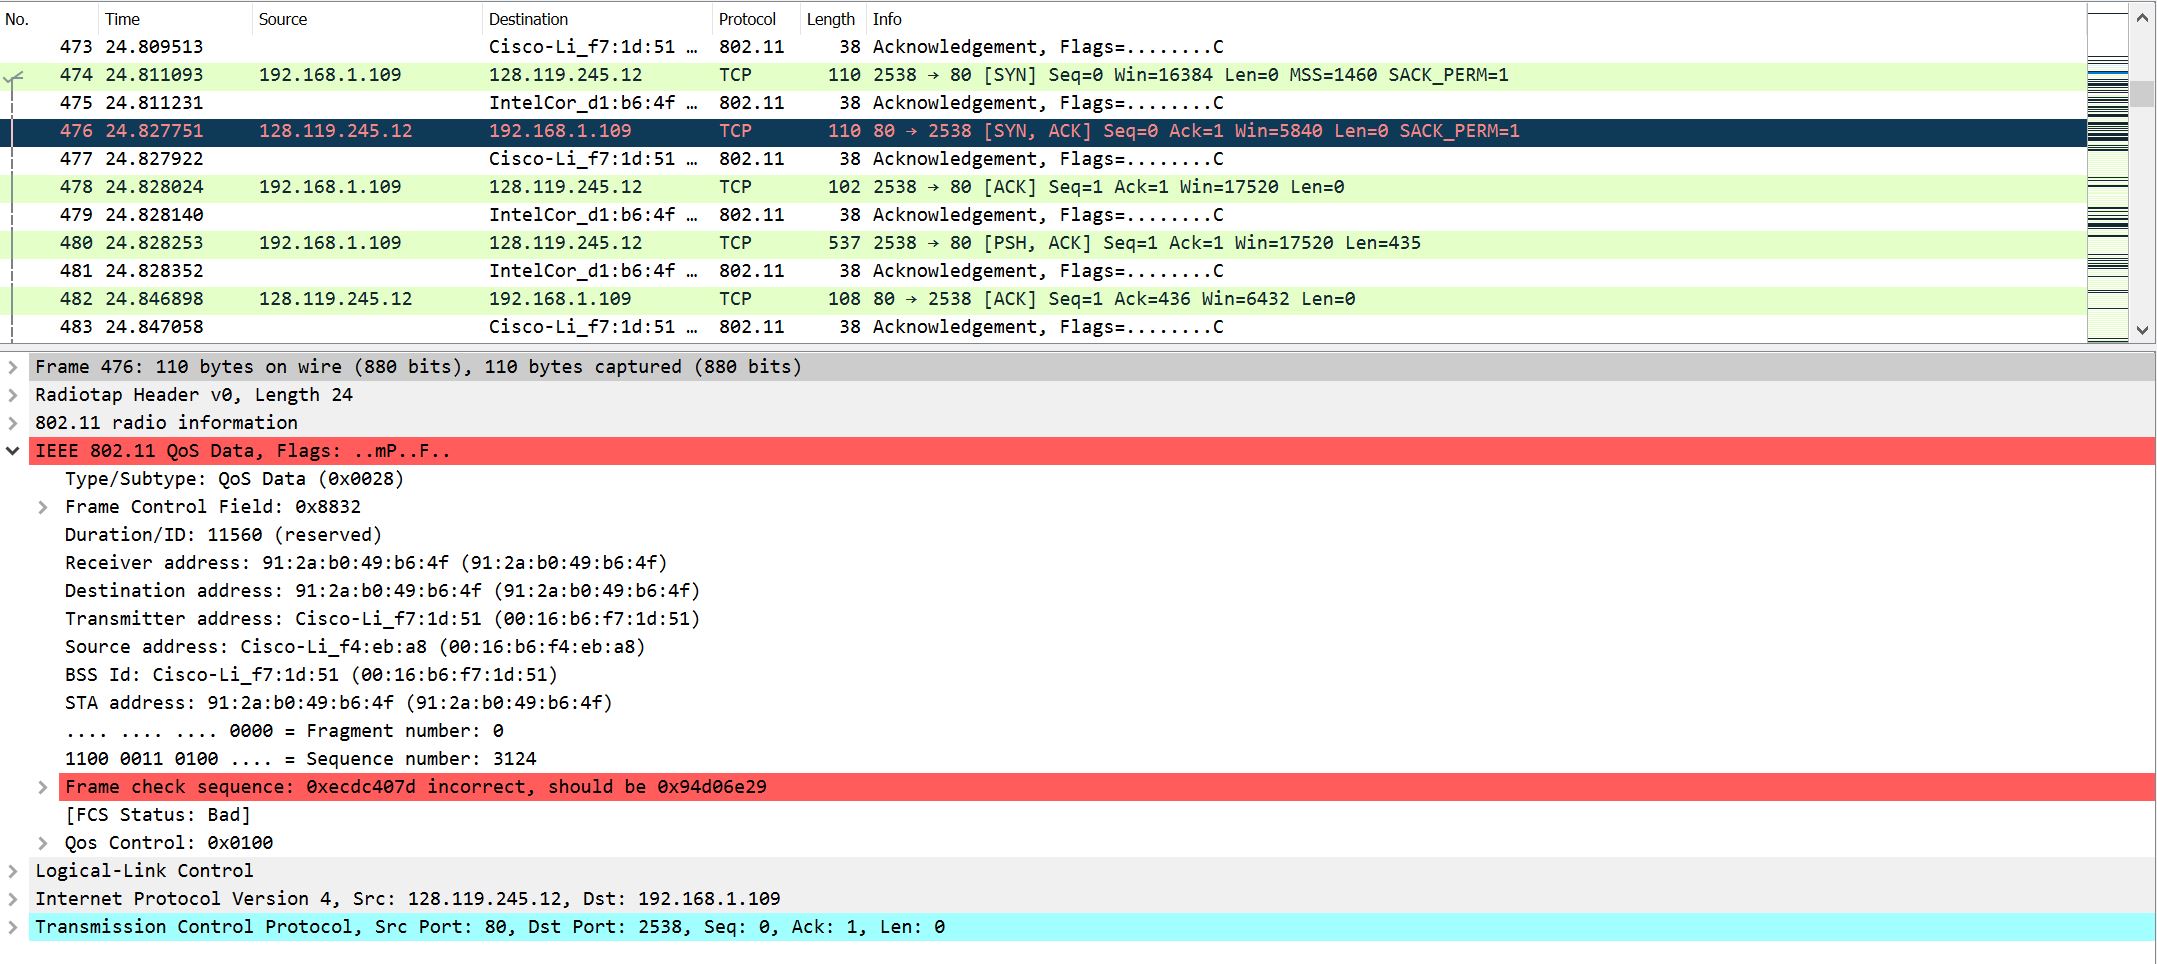 No. Time Source Destination Protocol Length Info
473 24.809513 Cisco-Li_f7:1d:51 … 802.11 38 Acknowledgement, Flags=........C
474 24.811093 192.168.1.109 128.119.245.12 TCP 110 2538 → 80 [SYN] Seq=0 Win=16384 Len=0 MSS=1460 SACK_PERM=1
475 24.811231 IntelCor_d1:b6:4f … 802.11 38 Acknowledgement, Flags=........C
476 24.827751 128.119.245.12 192.168.1.109 TCP 110 80 → 2538 [SYN, ACK] Seq=0 Ack=1 Win=5840 Len=0 SACK_PERM=1
477 24.827922 Cisco-Li_f7:1d:51 … 802.11 38 Acknowledgement, Flags=........C
478 24.828024 192.168.1.109 128.119.245.12 TCP 102 2538 → 80 [ACK] Seq=1 Ack=1 Win=17520 Len=0
479 24.828140 IntelCor_d1:b6:4f … 802.11 38 Acknowledgement, Flags=........C
480 24.828253 192.168.1.109 128.119.245.12 TCP 537 2538 → 80 [PSH, ACK] Seq=1 Ack=1 Win=17520 Len=435
481 24.828352 IntelCor_d1:b6:4f … 802.11 38 Acknowledgement, Flags=........C
482 24.846898 128.119.245.12 192.168.1.109 TCP 108 80 → 2538 [ACK] Seq=1 Ack=436 Win=6432 Len=0
483 24.847058 Cisco-Li_f7:1d:51 … 802.11 38 Acknowledgement, Flags=........C
Frame 476: 110 bytes on wire (880 bits), 110 bytes captured (880 bits)
Radiotap Header v0, Length 24
802.11 radio information
IEEE 802.11 QoS Data, Flags: ..mP..F..
Type/Subtype: QoS Data (0x0028)
Frame Control Field: 0x8832
Duration/ID: 11560 (reserved)
Receiver address: 91:2a:b0:49:b6:4f (91:2a:b0:49:b6:4f)
Destination address: 91:2a:b0:49:b6:4f (91:2a:b0:49:b6:4f)
Transmitter address: Cisco-Li_f7:1d:51 (00:16:b6:f7:1d:51)
Source address: Cisco-Li_f4:eb:a8 (00:16:b6:f4:eb:a8)
BSS Id: Cisco-Li_f7:1d:51 (00:16:b6:f7:1d:51)
STA address: 91:2a:b0:49:b6:4f (91:2a:b0:49:b6:4f)
.... .... .... 0000 = Fragment number: 0
1100 0011 0100 .... = Sequence number: 3124
Frame check sequence: 0xecdc407d incorrect, should be 0x94d06e29
[FCS Status: Bad]
Qos Control: 0x0100
Logical-Link Control
Internet Protocol Version 4, Src: 128.119.245.12, Dst: 192.168.1.109
Transmission Control Protocol, Src Port: 80, Dst Port: 2538, Seq: 0, Ack: 1, Len: 0